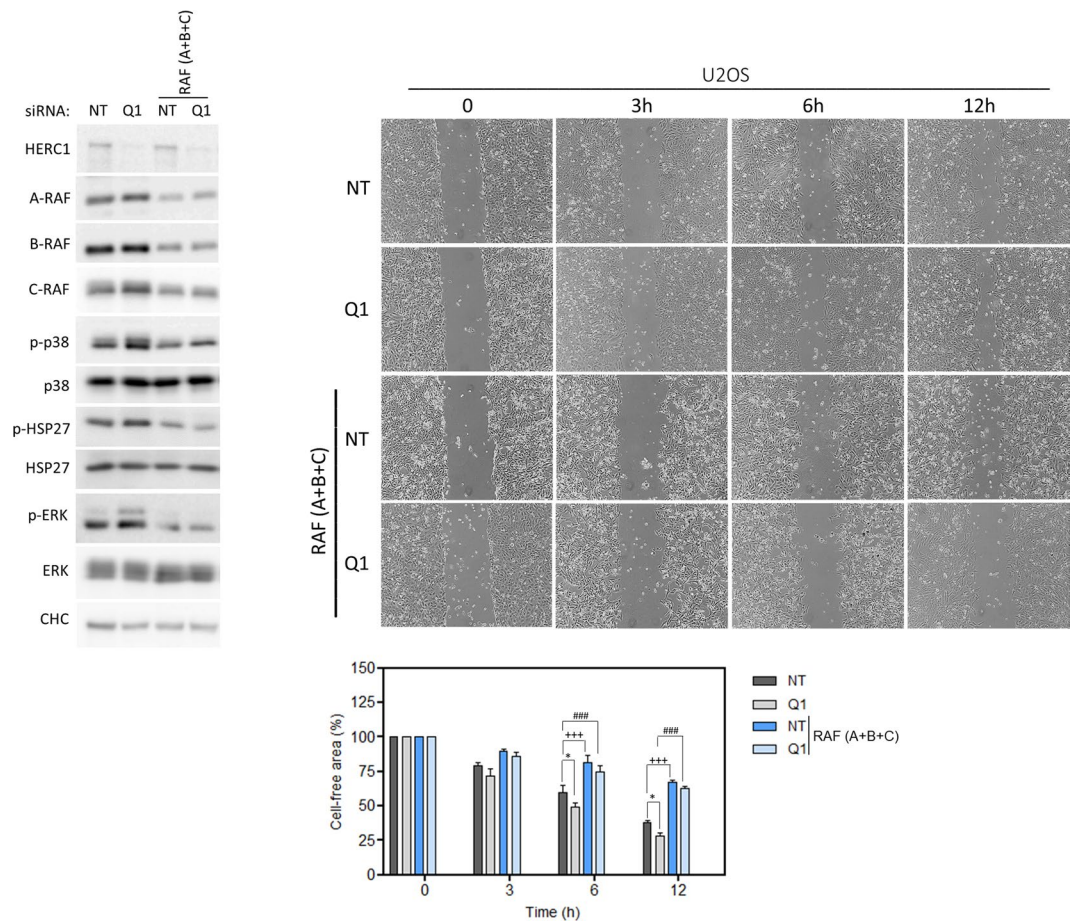 RAF (A+B+C)
siRNA: NT Q1 NT Q1
HERC1
A-RAF
B-RAF
C-RAF
p-p38
p38
p-HSP27
HSP27
p-ERK
ERK
CHC
U2OS
0 3h 6h 12h
NT
Q1
RAF (A+B+C)
NT
Q1
Cell-free area (%)
150
125
100
75
50
25
0
###
+++
*
###
+++
*
0 3 6 12
Time (h)
NT
Q1
NT
Q1
RAF (A+B+C)